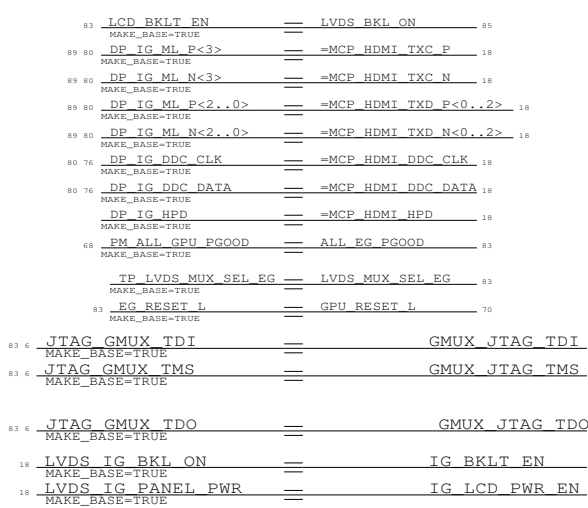 83 LCD_BKLT_EN LVDS_BKL_ON 85
MAKE_BASE=TRUE
89 80 DP_IG_ML_P<3> =MCP_HDMI_TXC_P 18
MAKE_BASE=TRUE
89 80 DP_IG_ML_N<3> =MCP_HDMI_TXC_N 18
MAKE_BASE=TRUE
89 80 DP_IG_ML_P<2..0> =MCP_HDMI_TXD_P<0..2> 18
MAKE_BASE=TRUE
89 80 DP_IG_ML_N<2..0> =MCP_HDMI_TXD_N<0..2> 18
MAKE_BASE=TRUE
80 76 DP_IG_DDC_CLK =MCP_HDMI_DDC_CLK 18
MAKE_BASE=TRUE
80 76 DP_IG_DDC_DATA =MCP_HDMI_DDC_DATA 18
MAKE_BASE=TRUE
DP_IG_HPD =MCP_HDMI_HPD 18
MAKE_BASE=TRUE
68 PM_ALL_GPU_PGOOD ALL_EG_PGOOD 83
MAKE_BASE=TRUE
TP_LVDS_MUX_SEL_EG LVDS_MUX_SEL_EG 83
MAKE_BASE=TRUE
83 EG_RESET_L GPU_RESET_L 70
MAKE_BASE=TRUE
83 6 JTAG_GMUX_TDI GMUX_JTAG_TDI
MAKE_BASE=TRUE
83 6 JTAG_GMUX_TMS GMUX_JTAG_TMS
MAKE_BASE=TRUE
83 6 JTAG_GMUX_TDO GMUX_JTAG_TDO
MAKE_BASE=TRUE
18 LVDS_IG_BKL_ON IG_BKLT_EN
MAKE_BASE=TRUE
18 LVDS_IG_PANEL_PWR IG_LCD_PWR_EN
MAKE_BASE=TRUE